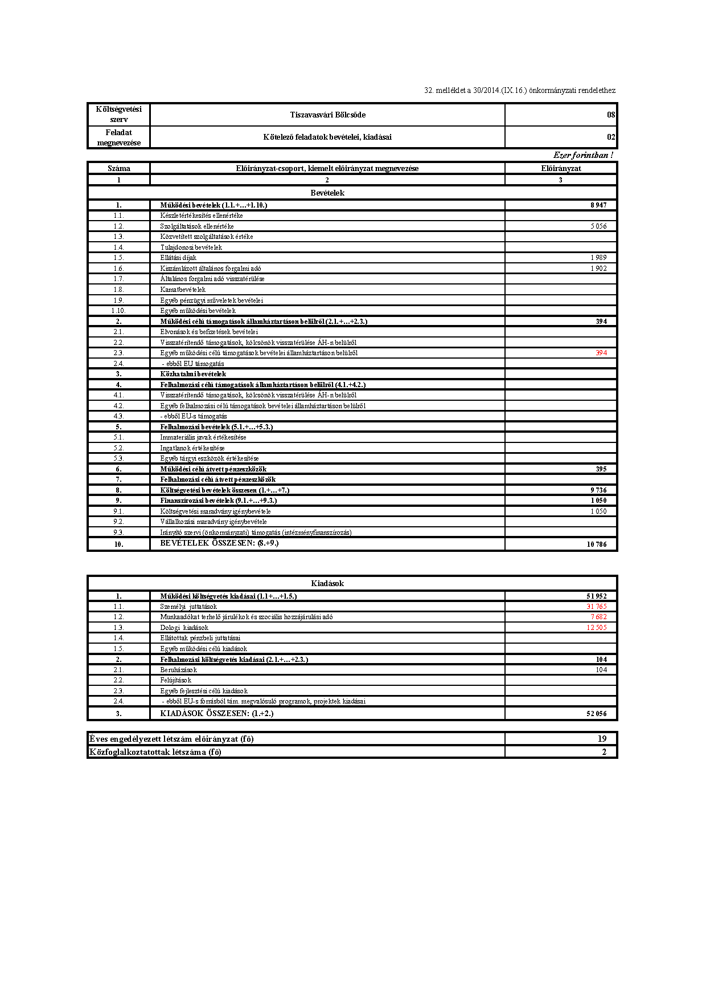 32. melléklet a 30/2014.(IX.16.) önkormányzati rendelethez
Költségvetési szerv Tiszavasvári Bölcsőde 08
Feladat megnevezése Kötelező feladatok bevételei, kiadásai 02
Ezer forintban !
Száma Előirányzat-csoport, kiemelt előirányzat megnevezése Előirányzat
1 2 3
Bevételek
1. Működési bevételek (1.1.+…+1.10.) 8 947
1.1. Készletértékesítés ellenértéke
1.2. Szolgáltatások ellenértéke 5 056
1.3. Közvetített szolgáltatások értéke
1.4. Tulajdonosi bevételek
1.5. Ellátási díjak 1 989
1.6. Kiszámlázott általános forgalmi adó 1 902
1.7. Általános forgalmi adó visszatérülése
1.8. Kamatbevételek
1.9. Egyéb pénzügyi műveletek bevételei
1.10. Egyéb működési bevételek
2. Működési célú támogatások államháztartáson belülről (2.1.+…+2.3.) 394
2.1. Elvonások és befizetések bevételei
2.2. Visszatérítendő támogatások, kölcsönök visszatérülése ÁH-n belülről
2.3. Egyéb működési célú támogatások bevételei államháztartáson belülről 394
2.4. - ebből EU támogatás
3. Közhatalmi bevételek
4. Felhalmozási célú támogatások államháztartáson belülről (4.1.+4.2.)
4.1. Visszatérítendő támogatások, kölcsönök visszatérülése ÁH-n belülről
4.2. Egyéb felhalmozási célú támogatások bevételei államháztartáson belülről
4.3. - ebből EU-s támogatás
5. Felhalmozási bevételek (5.1.+…+5.3.)
5.1. Immateriális javak értékesítése
5.2. Ingatlanok értékesítése
5.3. Egyéb tárgyi eszközök értékesítése
6. Működési célú átvett pénzeszközök 395
7. Felhalmozási célú átvett pénzeszközök
8. Költségvetési bevételek összesen (1.+…+7.) 9 736
9. Finanszírozási bevételek (9.1.+…+9.3.) 1 050
9.1. Költségvetési maradvány igénybevétele 1 050
9.2. Vállalkozási maradvány igénybevétele
9.3. Irányító szervi (önkormányzati) támogatás (intézményfinanszírozás)
10. BEVÉTELEK ÖSSZESEN: (8.+9.) 10 786
Kiadások
1. Működési költségvetés kiadásai (1.1+…+1.5.) 51 952
1.1. Személyi juttatások 31 765
1.2. Munkaadókat terhelő járulékok és szociális hozzájárulási adó 7 682
1.3. Dologi kiadások 12 505
1.4. Ellátottak pénzbeli juttatásai
1.5. Egyéb működési célú kiadások
2. Felhalmozási költségvetés kiadásai (2.1.+…+2.3.) 104
2.1. Beruházások 104
2.2. Felújítások
2.3. Egyéb fejlesztési célú kiadások
2.4. - ebből EU-s forrásból tám. megvalósuló programok, projektek kiadásai
3. KIADÁSOK ÖSSZESEN: (1.+2.) 52 056
Éves engedélyezett létszám előirányzat (fő) 19
Közfoglalkoztatottak létszáma (fő) 2